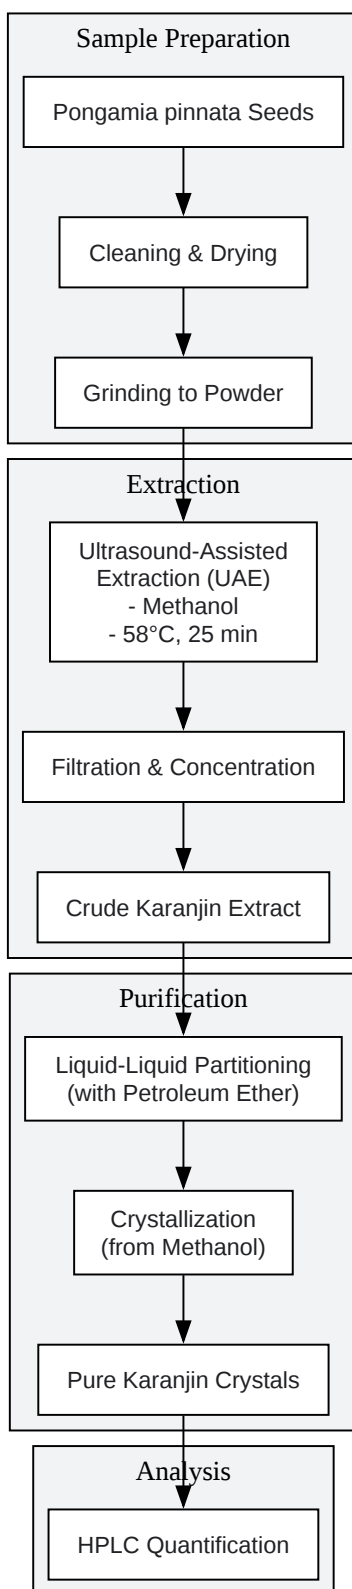 Sample Preparation
Pongamia pinnata Seeds
Cleaning & Drying
Grinding to Powder
Extraction
Ultrasound-Assisted
Extraction (UAE)
- Methanol
- 58°C, 25 min
Filtration & Concentration
Crude Karanjin Extract
Purification
Liquid-Liquid Partitioning
(with Petroleum Ether)
Crystallization
(from Methanol)
Pure Karanjin Crystals
Analysis
HPLC Quantification